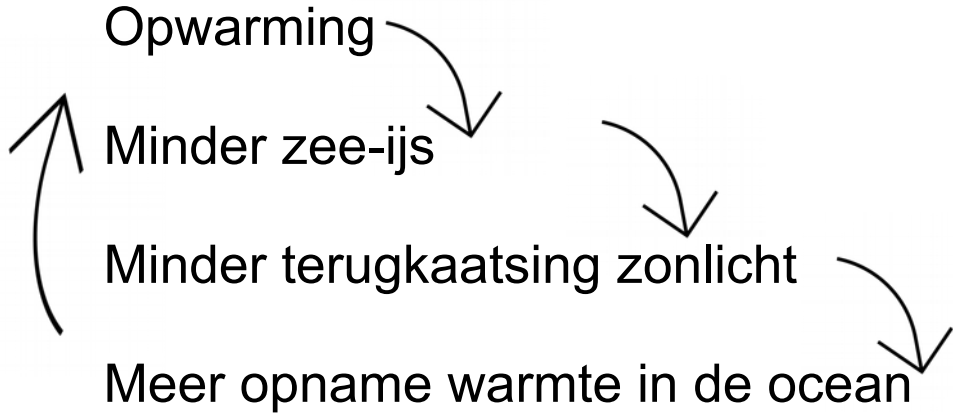 Opwarming
Minder zee-ijs
Minder terugkaatsing zonlicht
Meer opname warmte in de ocean